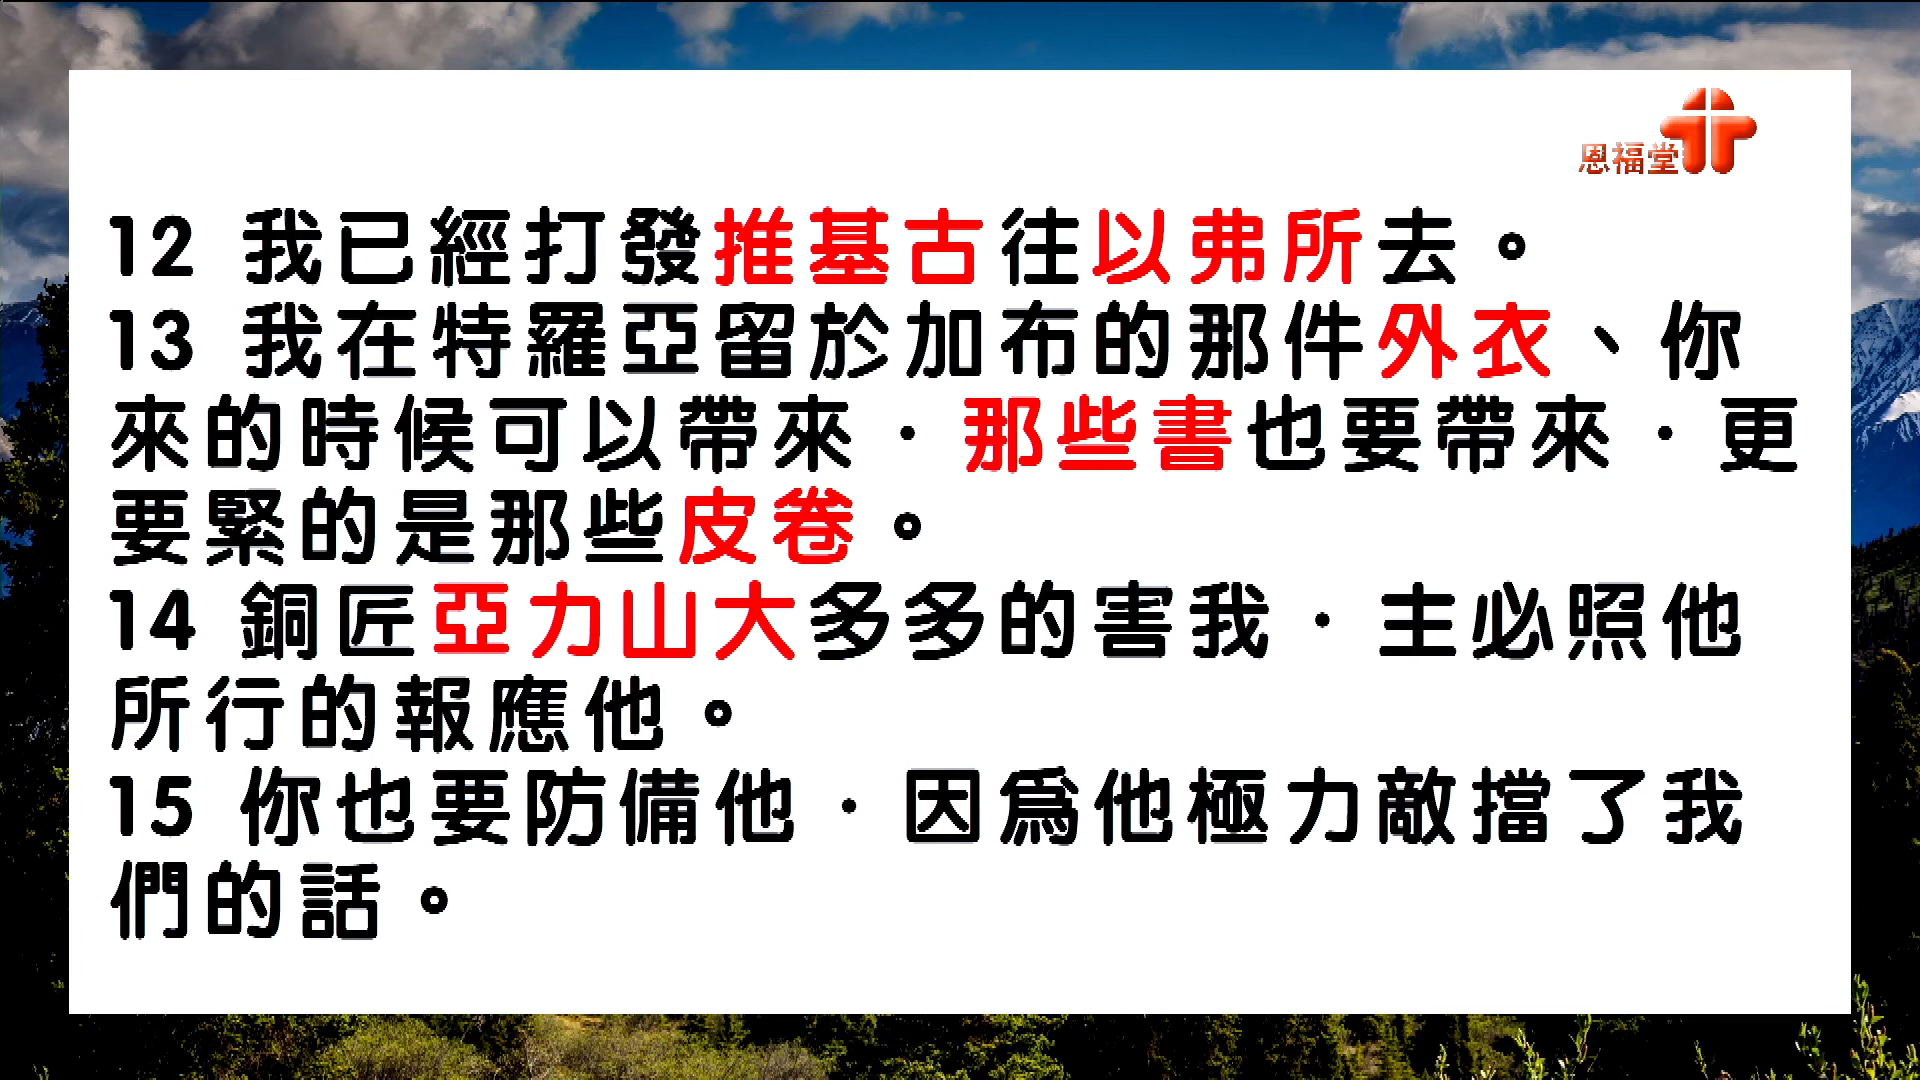 恩福堂
12 我已經打發推基古往以弗所去。
13 我在特羅亞留於加布的那件外衣、你
來的時候可以帶來．那些書也要帶來．更
要緊的是那些皮卷。
14 銅匠亞力山大多多的害我．主必照他
所行的報應他。
15 你也要防備他．因爲他極力敵擋了我
們的話。